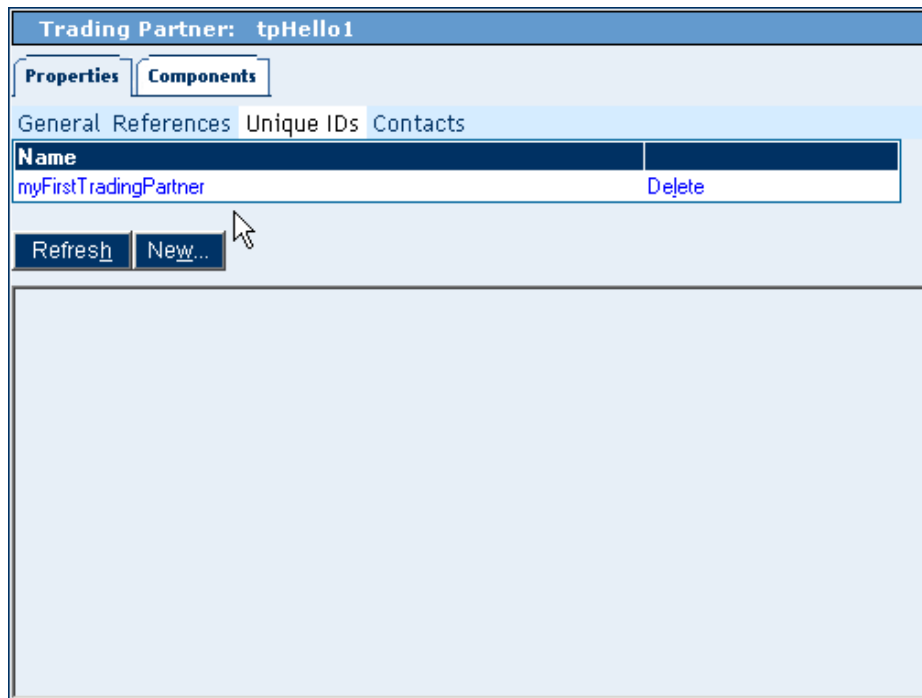 Trading Partner: tpHello1
Properties Components
General References Unique IDs Contacts
Name
myFirstTradingPartner Delete
Refresh New...